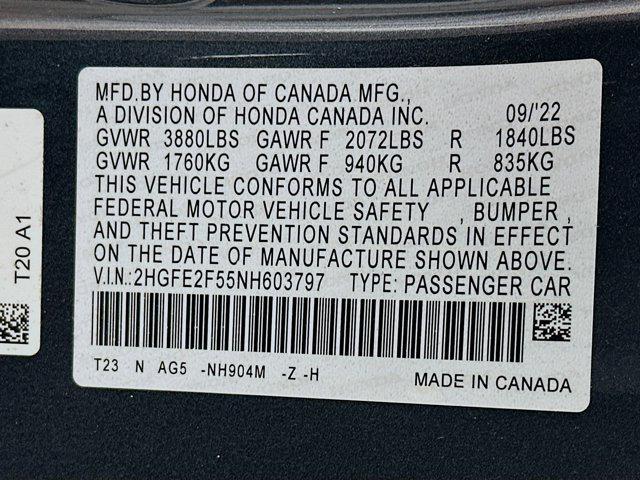 MFD.BY HONDA OF CANADA MFG.,
A DIVISION OF HONDA CANADA INC. 09/'22
GVWR 3880LBS GAWR F 2072LBS R 1840LBS
GVWR 1760KG GAWR F 940KG R 835KG
THIS VEHICLE CONFORMS TO ALL APPLICABLE
FEDERAL MOTOR VEHICLE SAFETY , BUMPER ,
AND THEFT PREVENTION STANDARDS IN EFFECT
ON THE DATE OF MANUFACTURE SHOWN ABOVE.
V.I.N.:2HGFE2F55NH603797 TYPE: PASSENGER CAR
T23 N AG5 -NH904M -Z -H
MADE IN CANADA
T20 A1